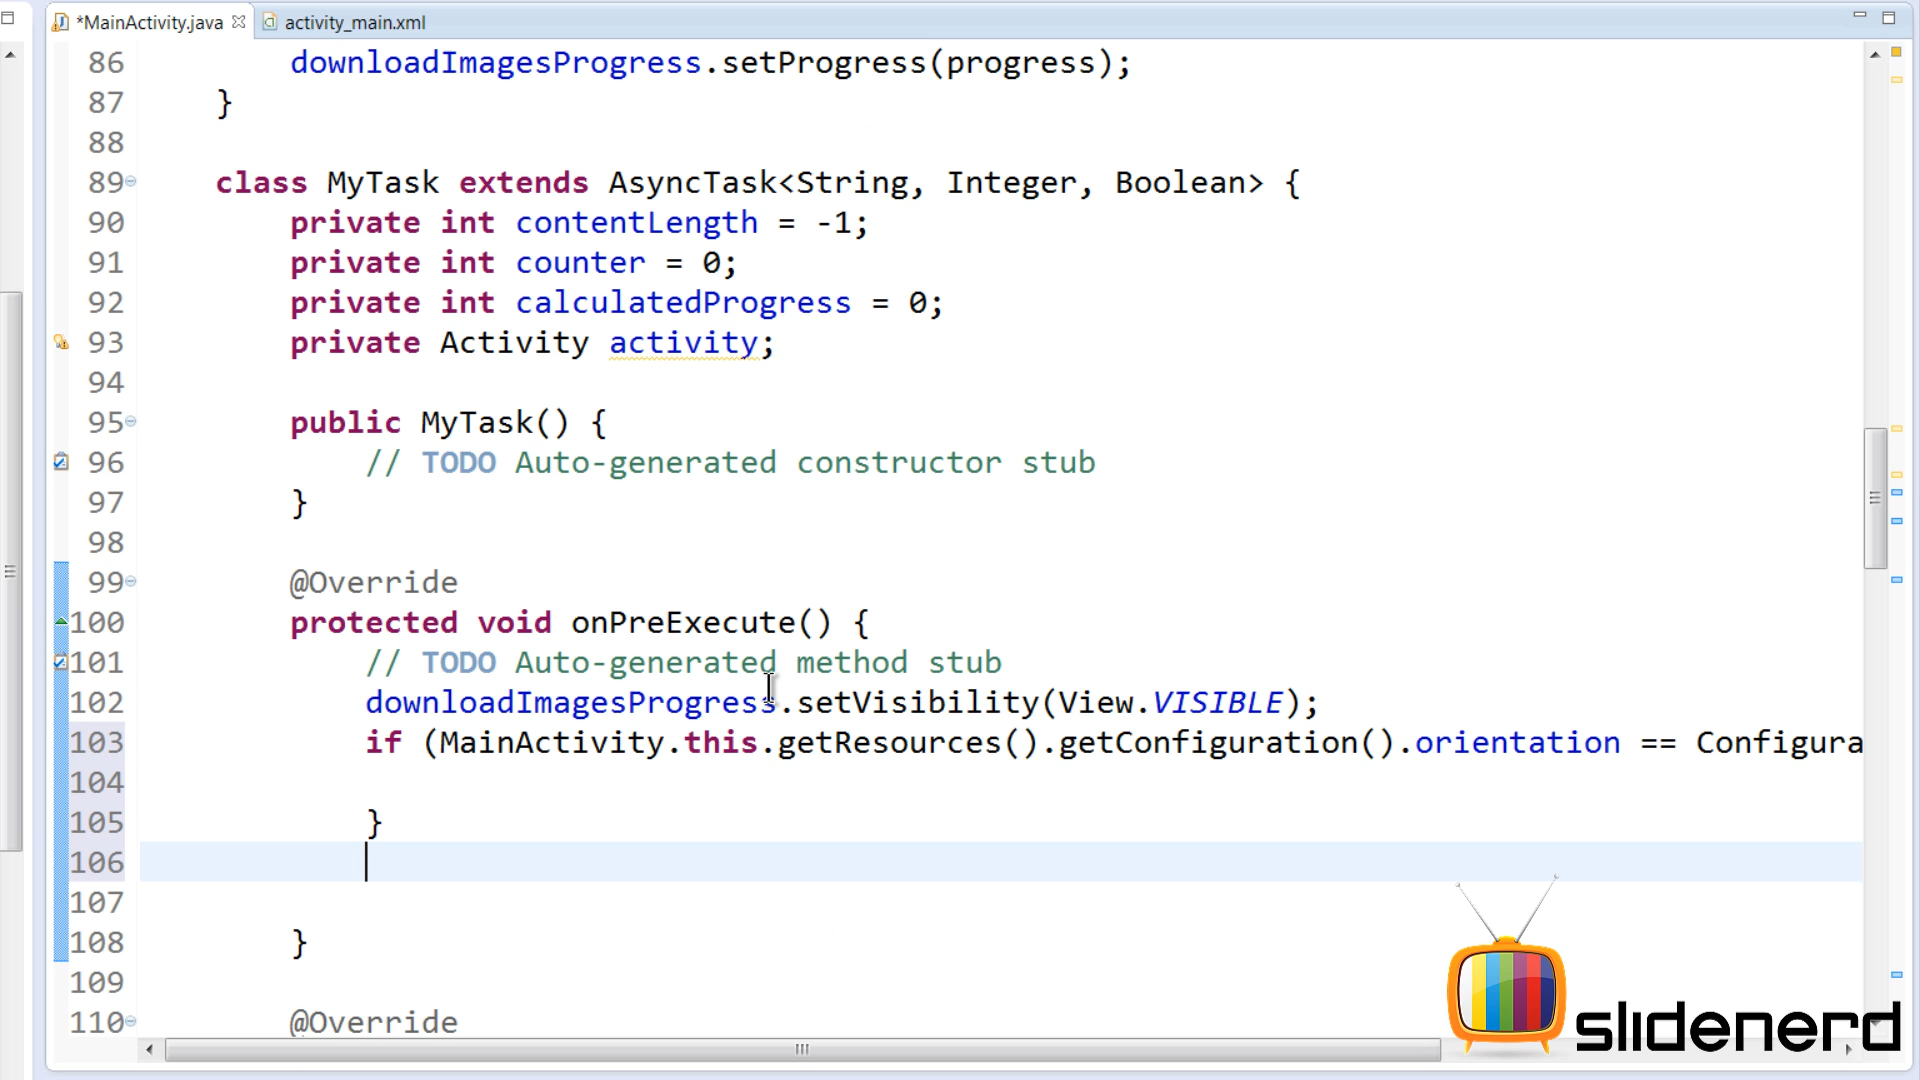 *MainActivity.java activity_main.xml
86 downloadImagesProgress.setProgress(progress);
87 }
88
89 class MyTask extends AsyncTask<String, Integer, Boolean> {
90 private int contentLength = -1;
91 private int counter = 0;
92 private int calculatedProgress = 0;
93 private Activity activity;
94
95 public MyTask() {
96 // TODO Auto-generated constructor stub
97 }
98
99 @Override
100 protected void onPreExecute() {
101 // TODO Auto-generated method stub
102 downloadImagesProgress.setVisibility(View.VISIBLE);
103 if (MainActivity.this.getResources().getConfiguration().orientation == Configura
104
105 }
106
107
108 }
109
110 @Override
slidenerd